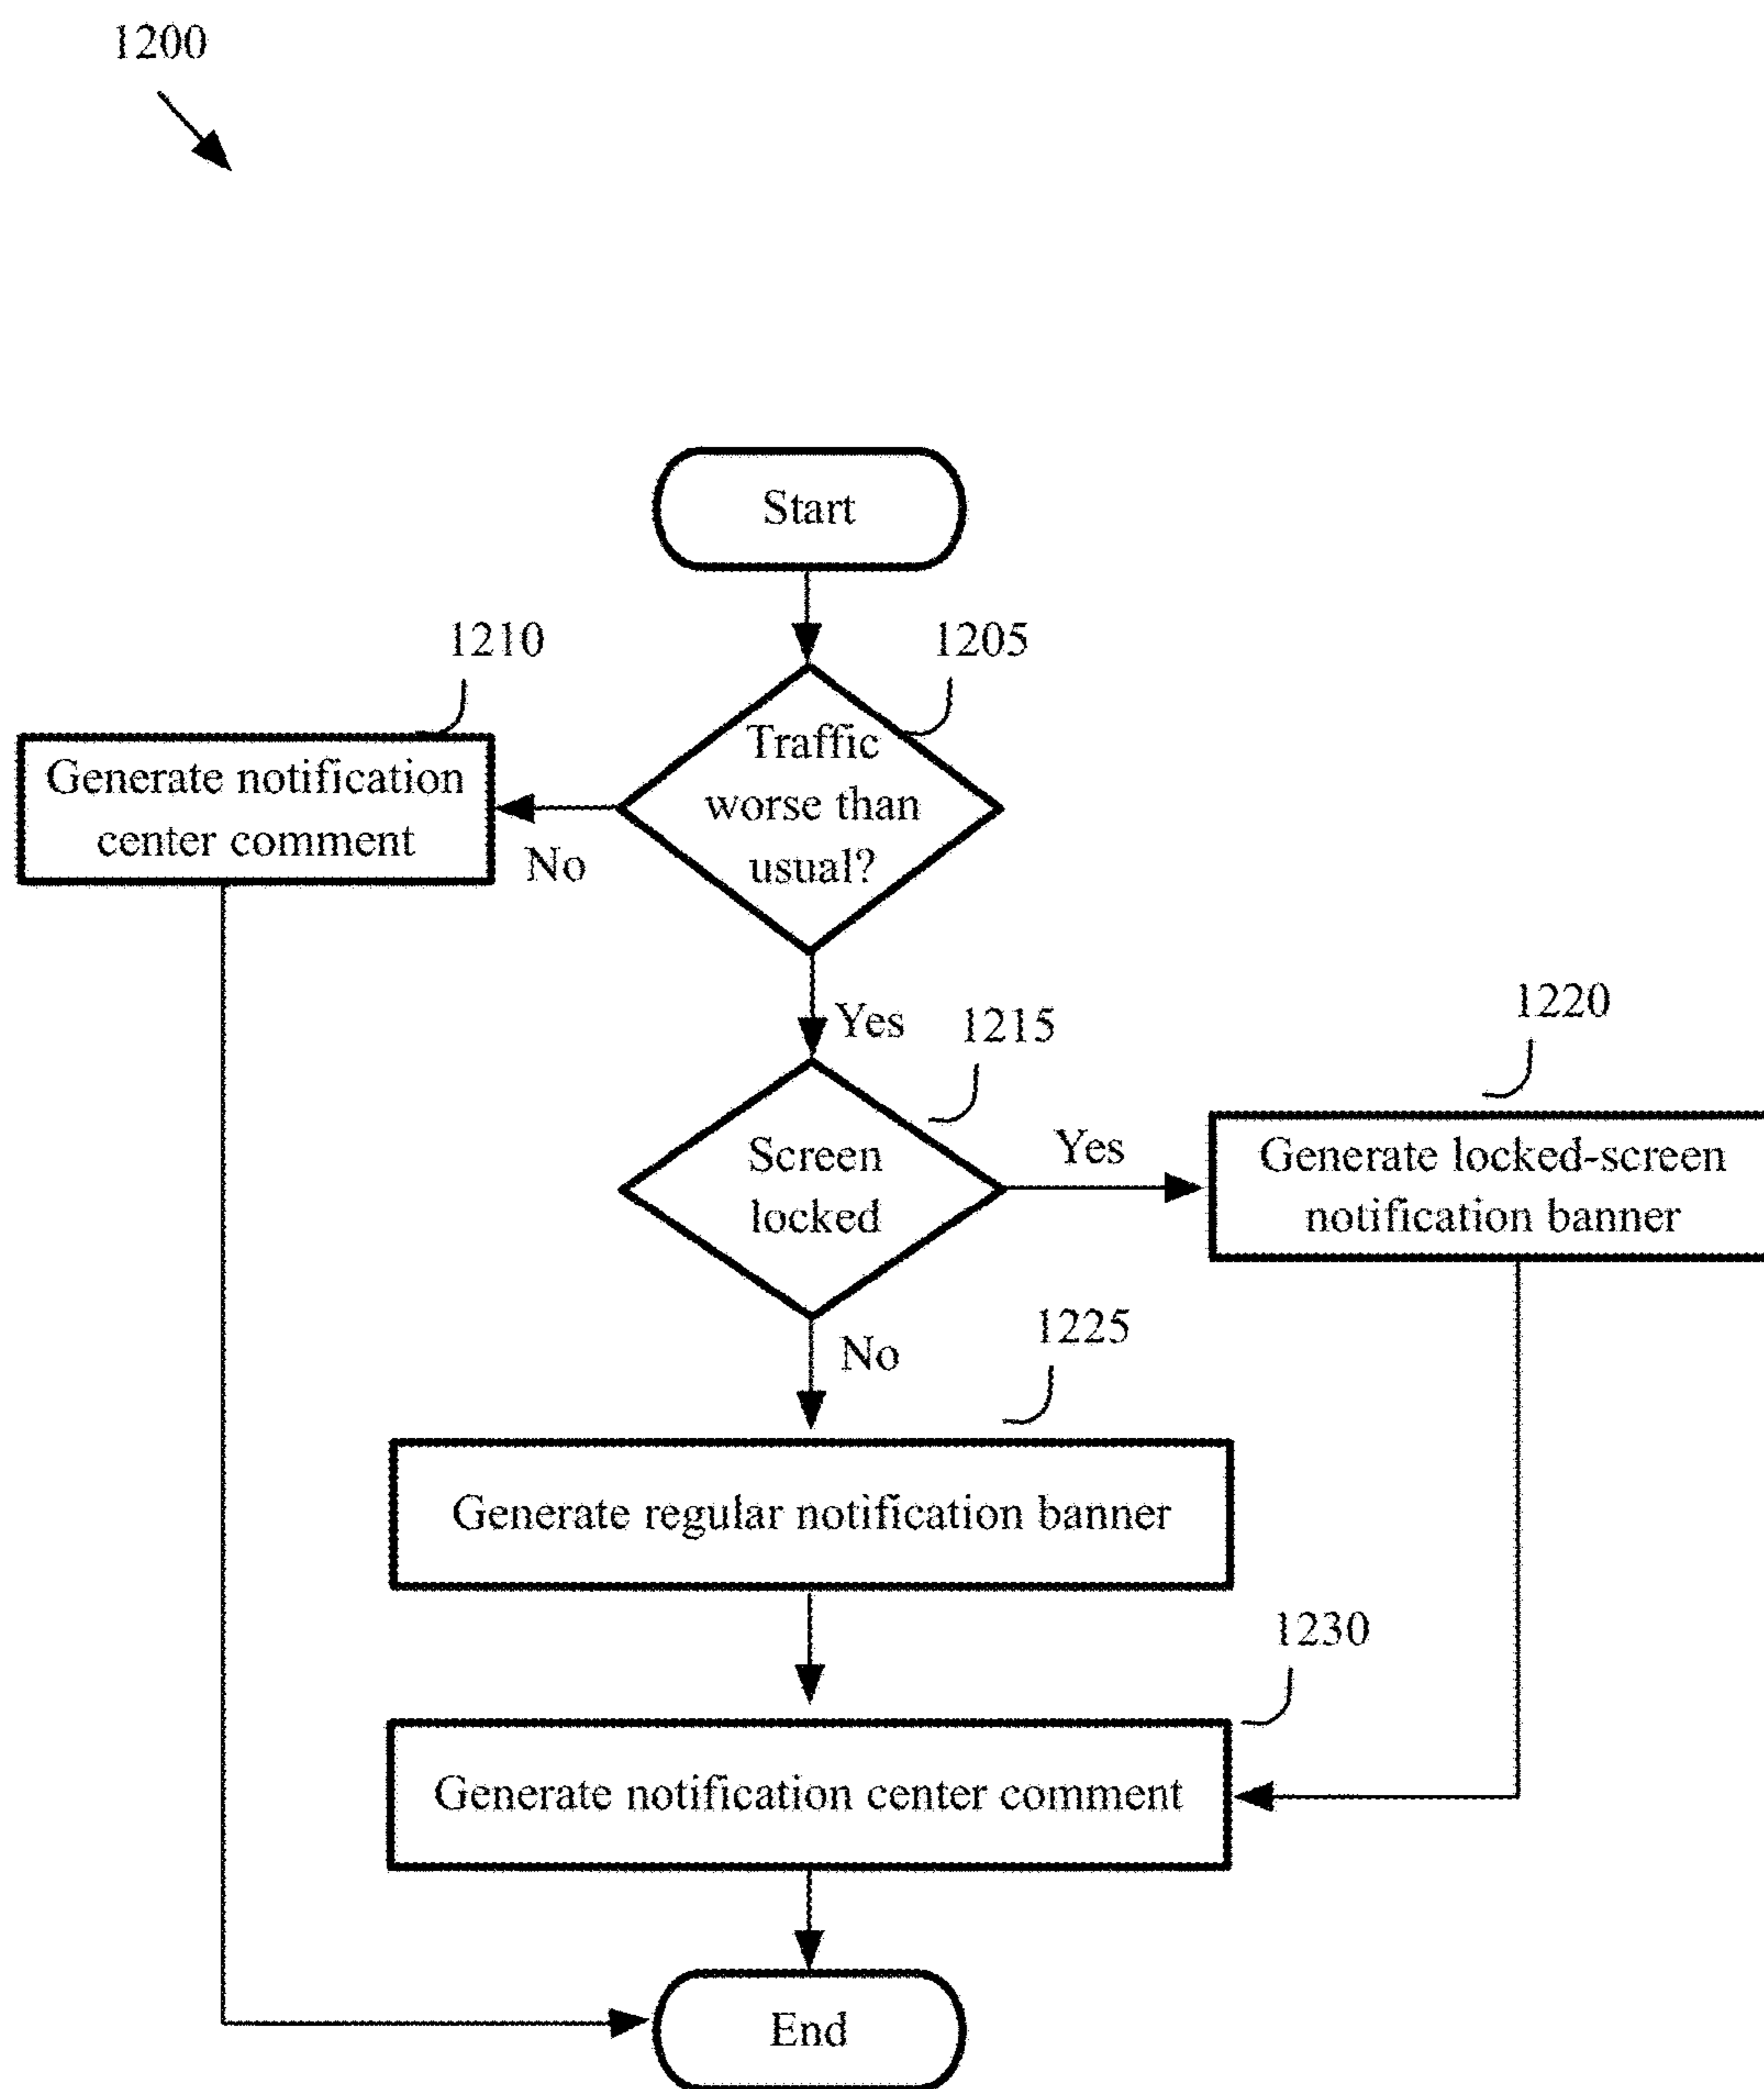 1200
Start
1210
1205
Generate notification
center comment
Traffic
worse than
usual?
No
Yes
1215
1220
Screen
locked
Yes
Generate locked-screen
notification banner
No
1225
Generate regular notification banner
1230
Generate notification center comment
End